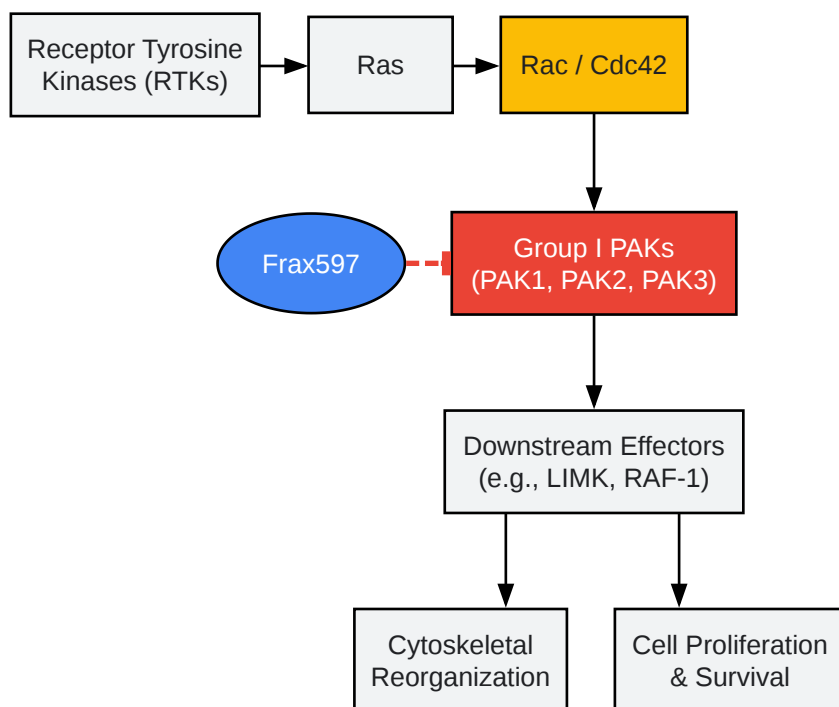 Receptor Tyrosine
Kinases (RTKs)
Ras
Rac / Cdc42
Frax597
Group I PAKs
(PAK1, PAK2, PAK3)
Downstream Effectors
(e.g., LIMK, RAF-1)
Cytoskeletal
Reorganization
Cell Proliferation
& Survival